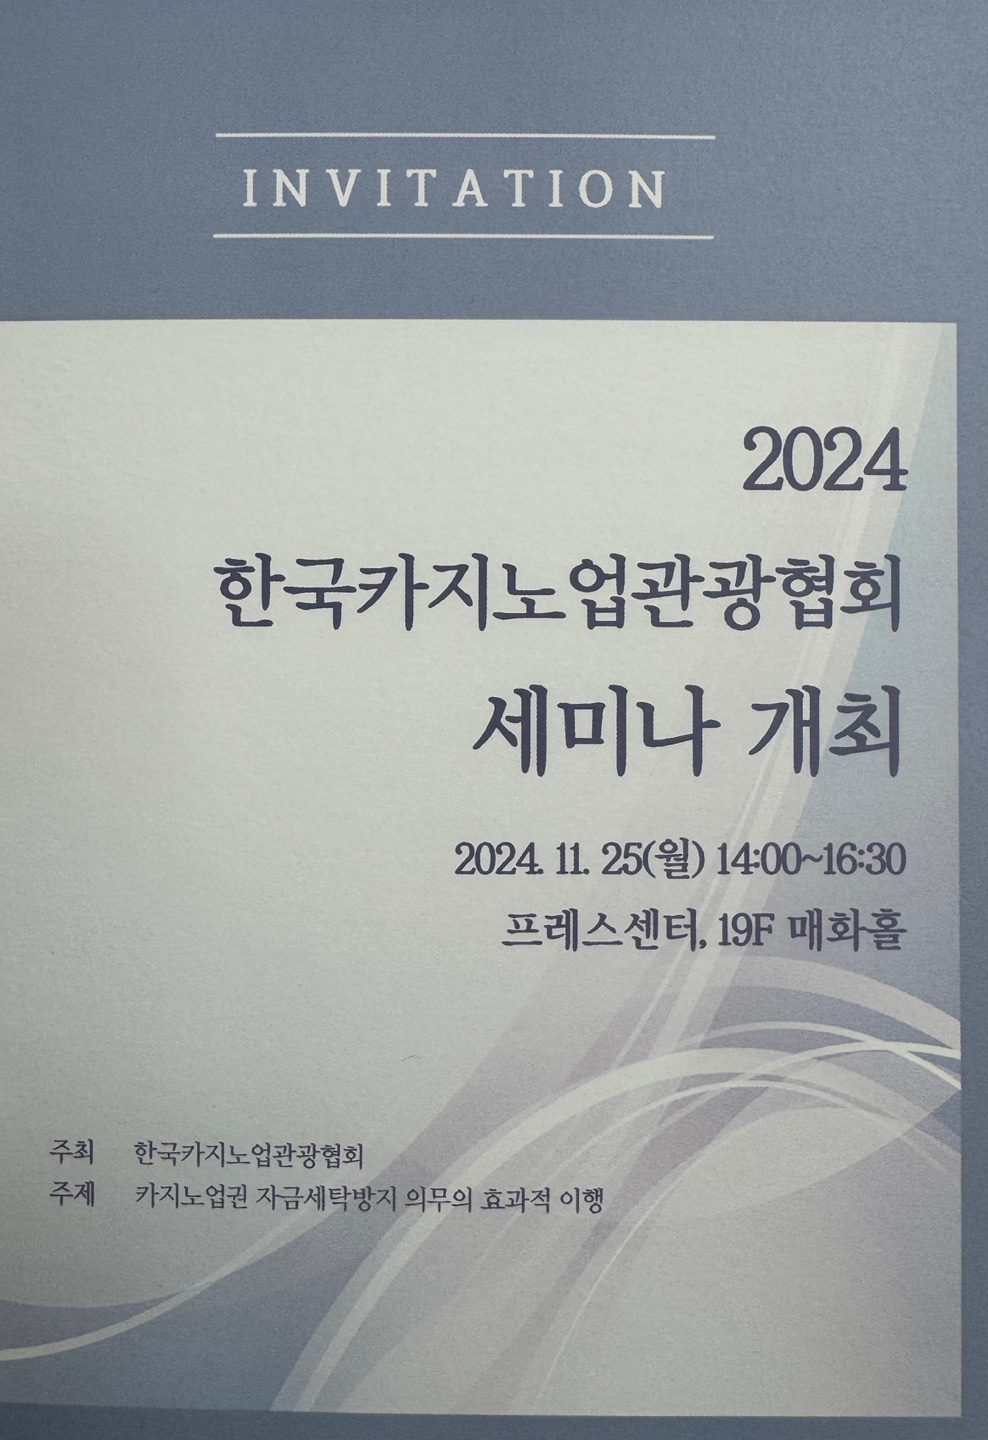 INVITATION
2024
한국카지노업관광협회
세미나 개최
2024. 11. 25(월) 14:00~16:30
프레스센터, 19F 매화홀
주최 한국카지노업관광협회
주제 카지노업권 자금세탁방지 의무의 효과적 이행